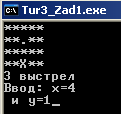 Tur3_Zad1.exe
*****
**.**
*****
**X**
3 выстрел
Ввод: x=4
и y=1_